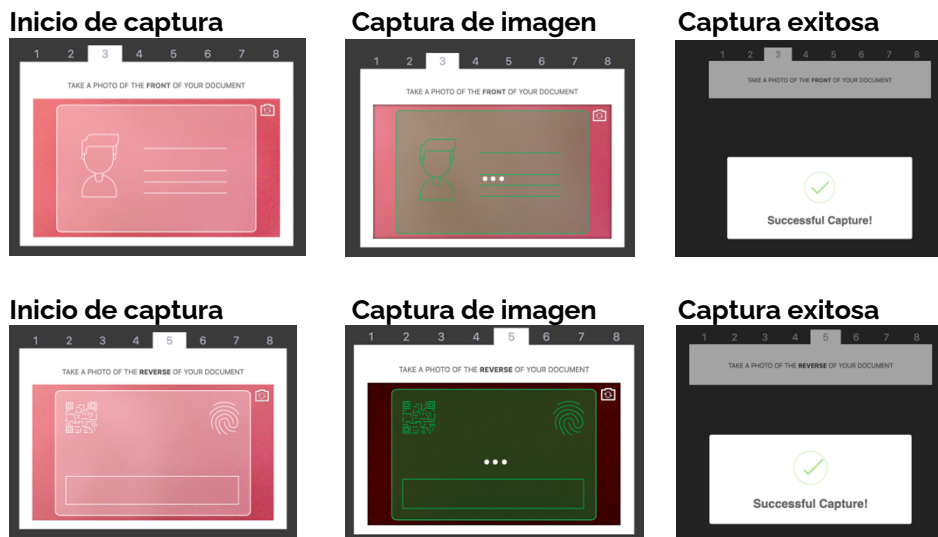 Inicio de captura
Captura de imagen
Captura exitosa
1 2 3 4 5 6 7 8
TAKE A PHOTO OF THE FRONT OF YOUR DOCUMENT
1 2 3 4 5 6 7 8
TAKE A PHOTO OF THE FRONT OF YOUR DOCUMENT
1 2 3 4 5 6 7 8
TAKE A PHOTO OF THE FRONT OF YOUR DOCUMENT
Successful Capture!
Inicio de captura
Captura de imagen
Captura exitosa
1 2 3 4 5 6 7 8
TAKE A PHOTO OF THE REVERSE OF YOUR DOCUMENT
1 2 3 4 5 6 7 8
TAKE A PHOTO OF THE REVERSE OF YOUR DOCUMENT
1 2 3 4 5 6 7 8
TAKE A PHOTO OF THE REVERSE OF YOUR DOCUMENT
Successful Capture!